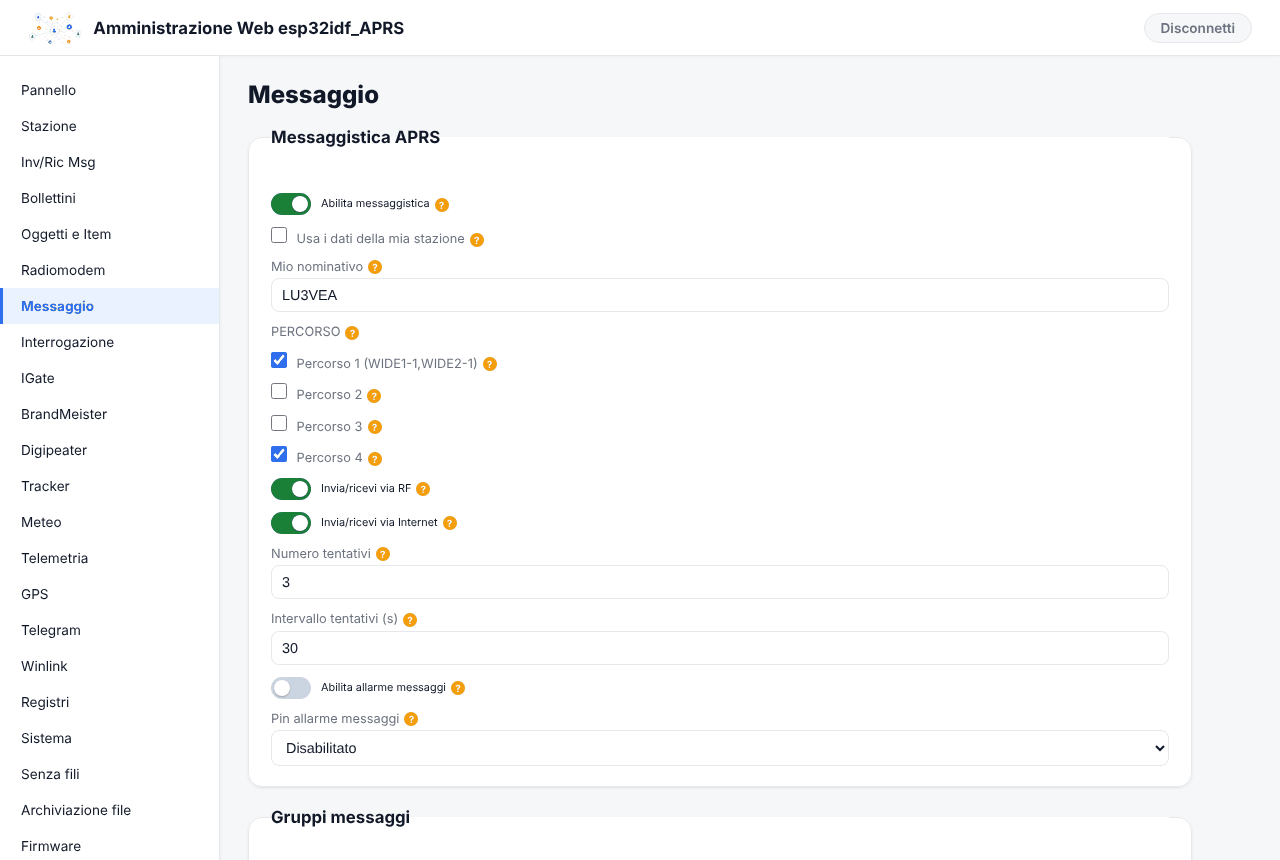 Amministrazione Web esp32idf_APRS
Disconnetti
Pannello
Stazione
Inv/Ric Msg
Bollettini
Oggetti e Item
Radiomodem
Messaggio
Interrogazione
IGate
BrandMeister
Digipeater
Tracker
Meteo
Telemetria
GPS
Telegram
Winlink
Registri
Sistema
Senza fili
Archiviazione file
Firmware
Messaggio
Messaggistica APRS
Abilita messaggistica ?
Usa i dati della mia stazione ?
Mio nominativo ?
LU3VEA
PERCORSO ?
Percorso 1 (WIDE1-1,WIDE2-1) ?
Percorso 2 ?
Percorso 3 ?
Percorso 4 ?
Invia/ricevi via RF ?
Invia/ricevi via Internet ?
Numero tentativi ?
3
Intervallo tentativi (s) ?
30
Abilita allarme messaggi ?
Pin allarme messaggi ?
Disabilitato
Gruppi messaggi